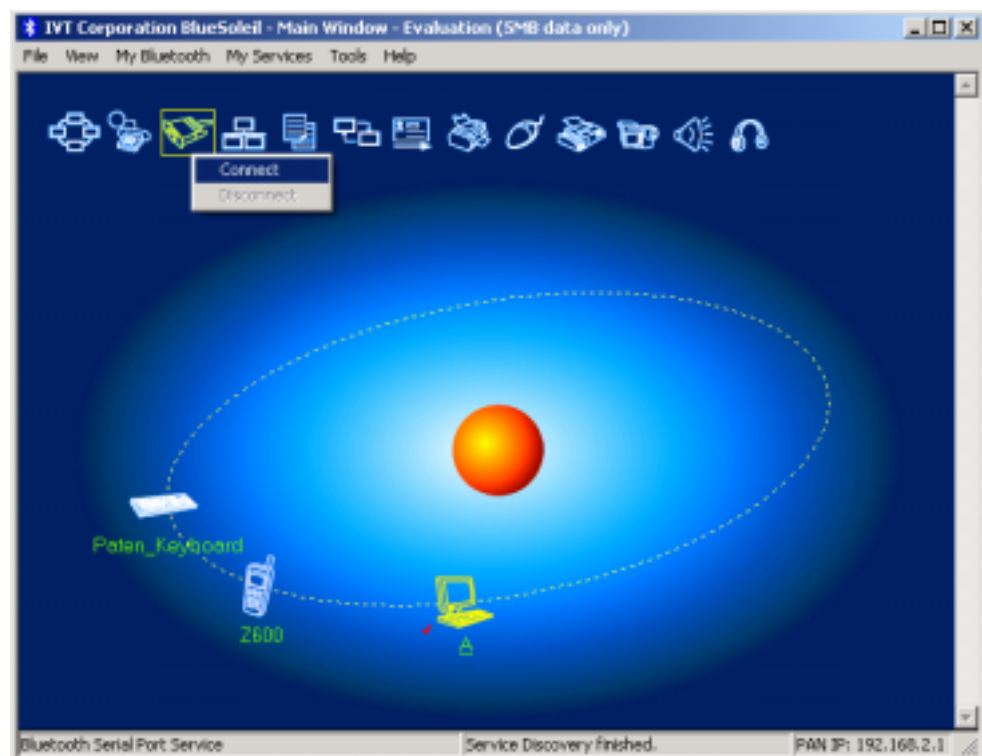 IVT Corporation BlueSoleil - Main Window - Evaluation (5MB data only)
File View My Bluetooth My Services Tools Help
Connect
Disconnect
Paten_Keyboard
Z600
A
Bluetooth Serial Port Service Service Discovery finished. PAN IP: 192.168.2.1